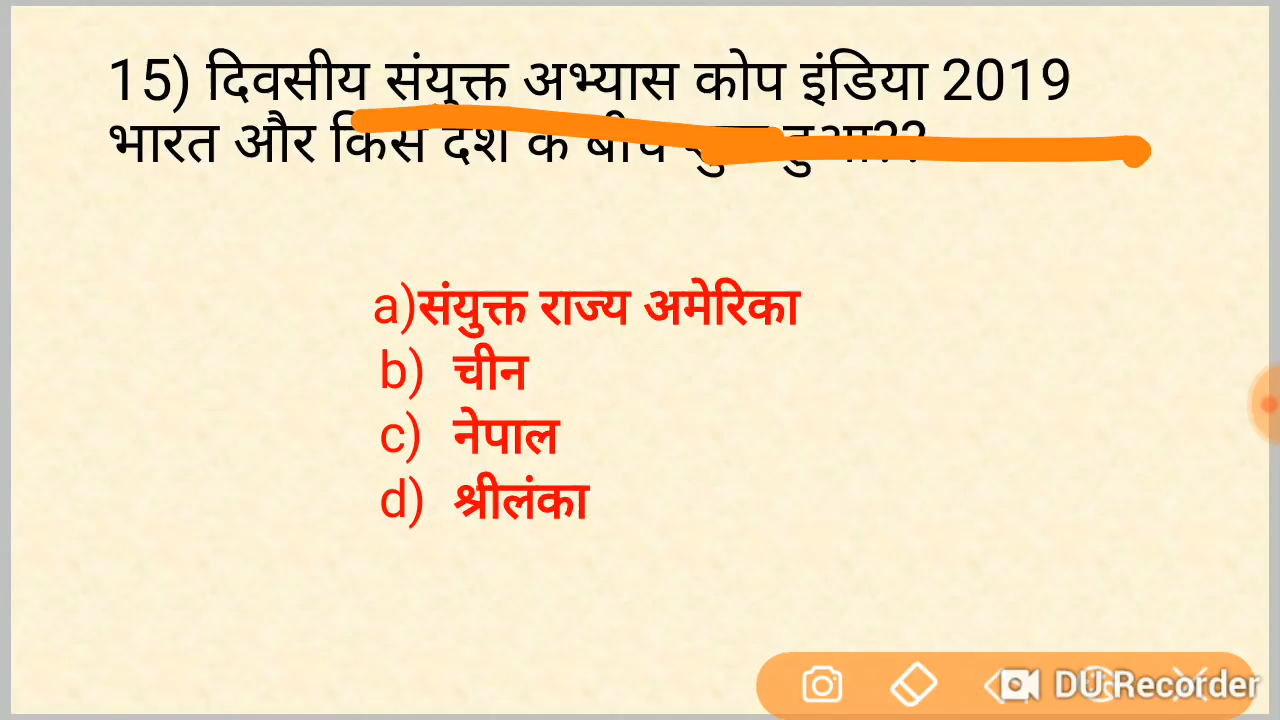 15) दिवसीय संयुक्त अभ्यास कोप इंडिया 2019
भारत और किस देश के बीच शुरू हुआ??
a)संयुक्त राज्य अमेरिका
b) चीन
c) नेपाल
d) श्रीलंका
DU Recorder